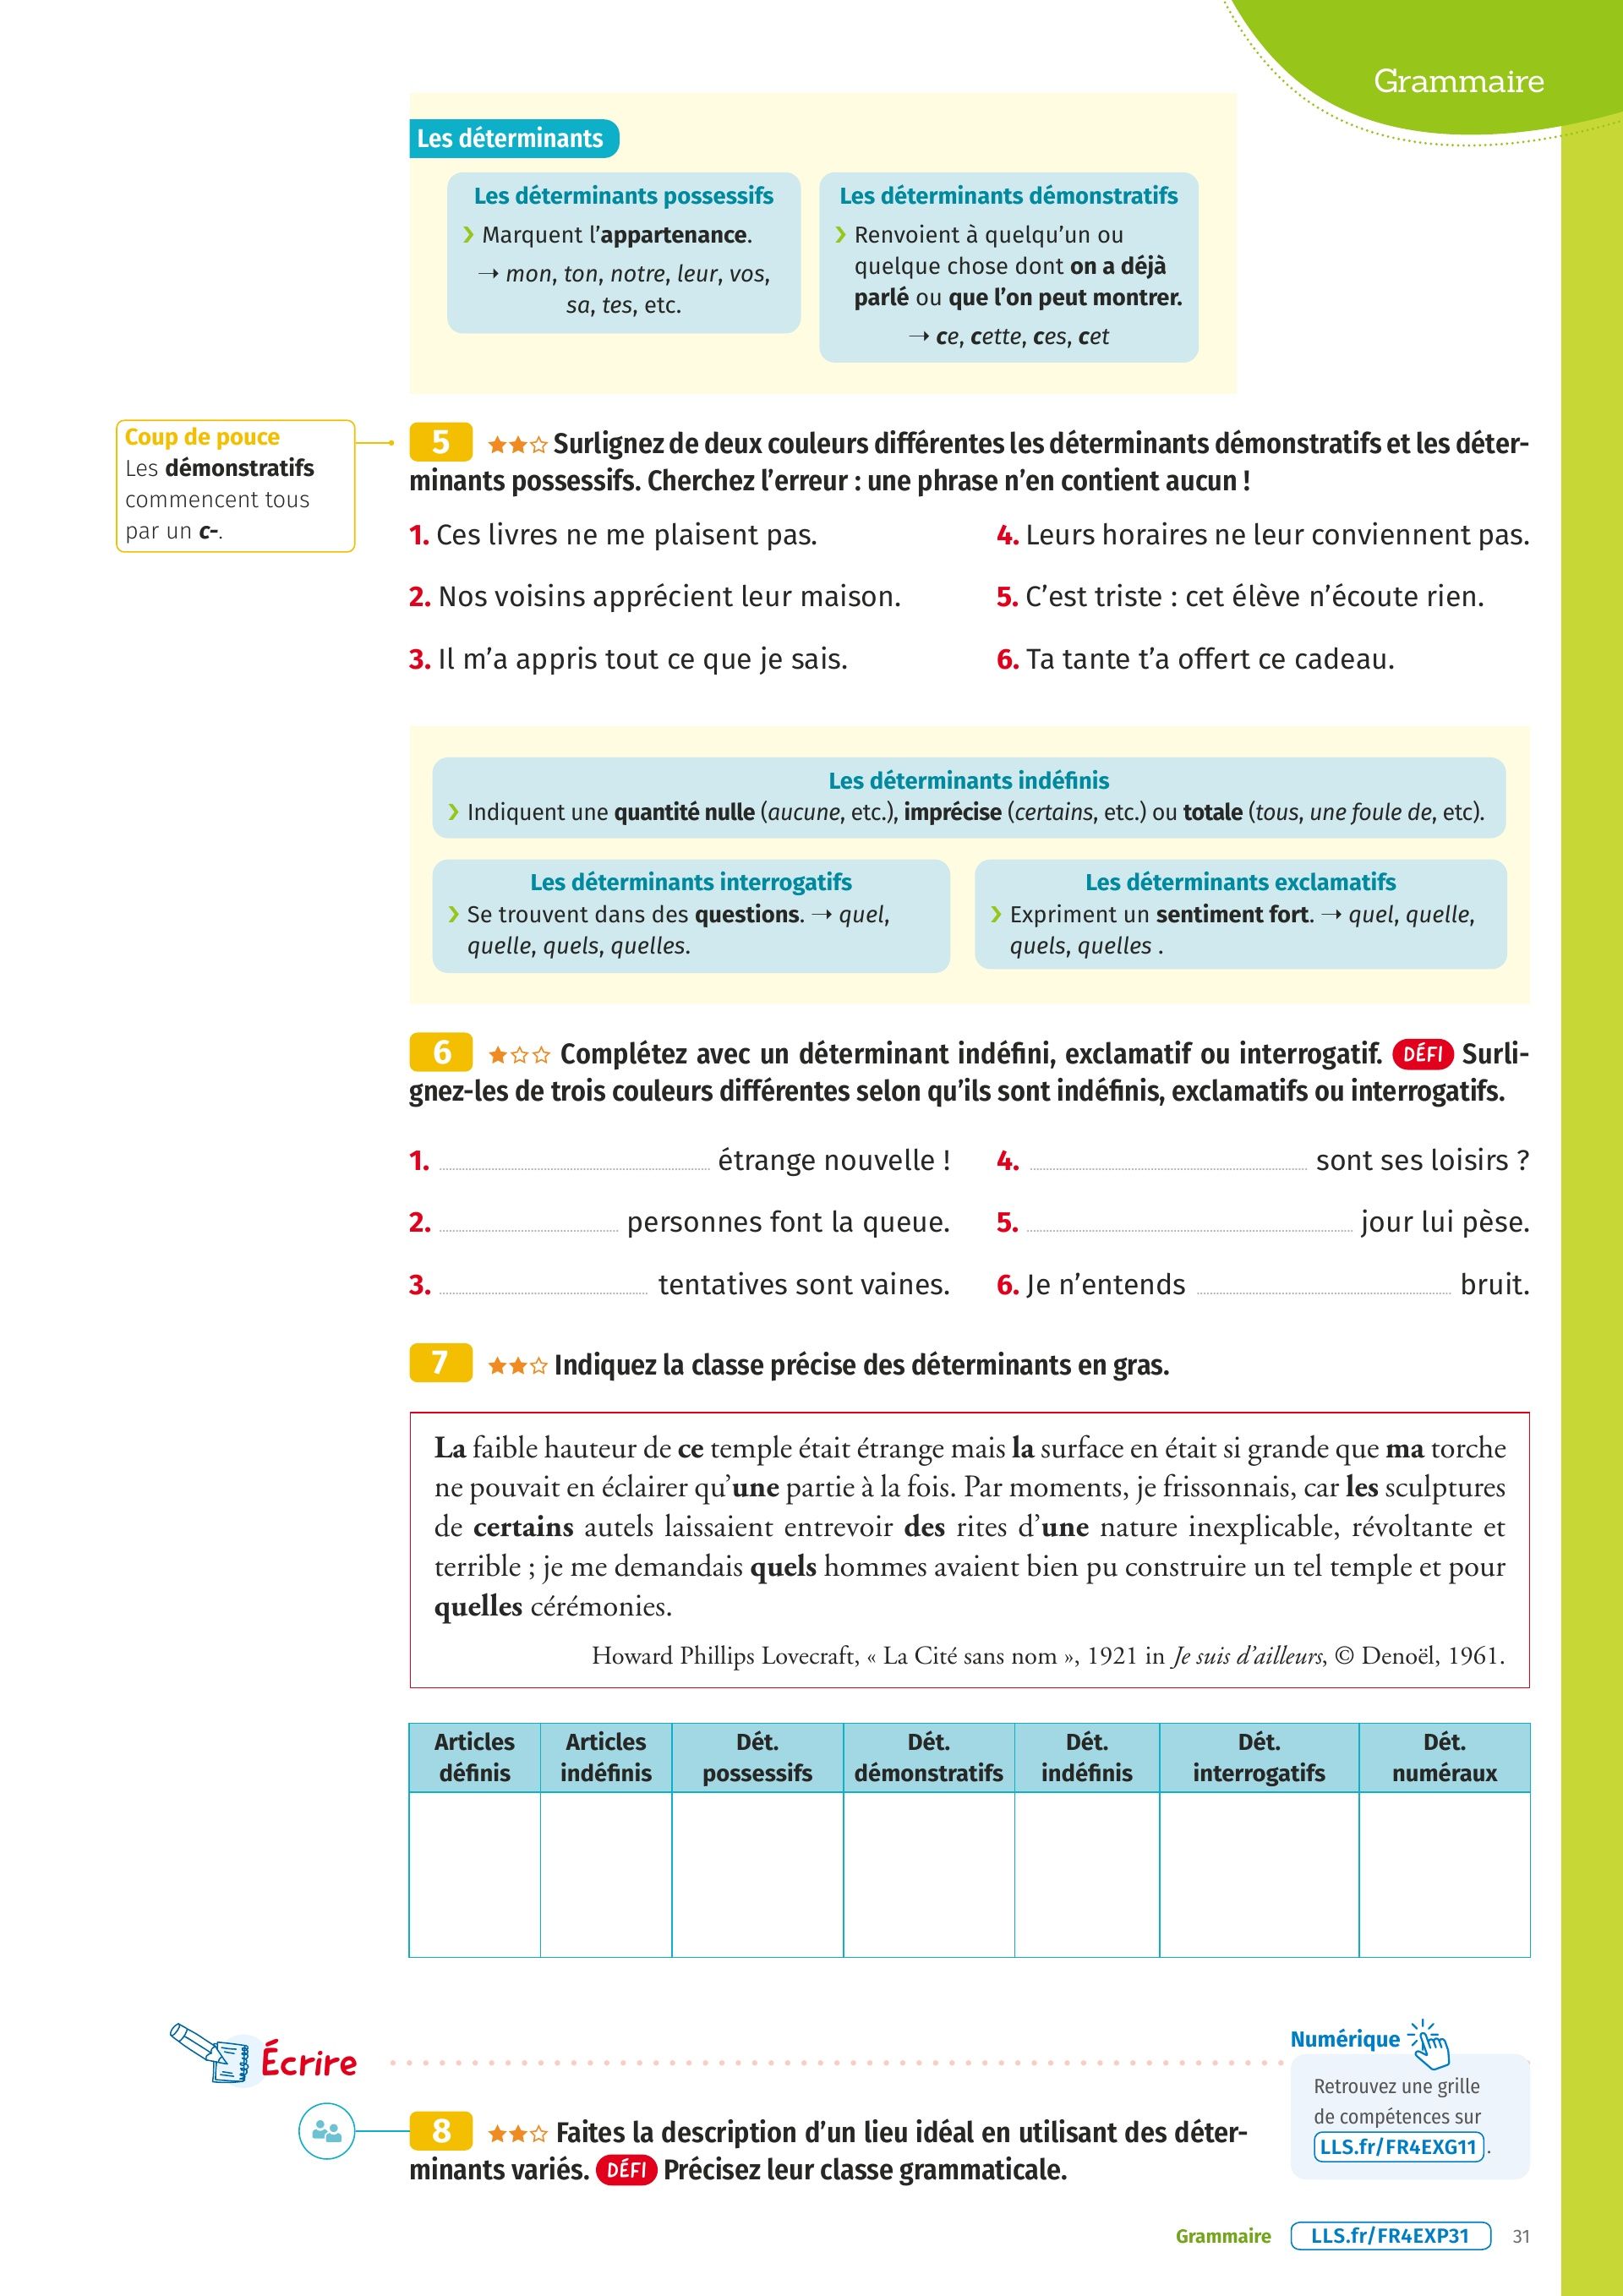 Grammaire
Les déterminants
Les déterminants possessifs
❯ Marquent l’appartenance.
→ mon, ton, notre, leur, vos,
sa, tes, etc.
Les déterminants démonstratifs
❯ Renvoient à quelqu’un ou
quelque chose dont on a déjà
parlé ou que l’on peut montrer.
→ ce, cette, ces, cet
Coup de pouce
Les démonstratifs
commencent tous
par un c-.
5 ★★☆ Surlignez de deux couleurs différentes les déterminants démonstratifs et les déter-
minants possessifs. Cherchez l’erreur : une phrase n’en contient aucun !
1. Ces livres ne me plaisent pas.
2. Nos voisins apprécient leur maison.
3. Il m’a appris tout ce que je sais.
4. Leurs horaires ne leur conviennent pas.
5. C’est triste : cet élève n’écoute rien.
6. Ta tante t’a offert ce cadeau.
Les déterminants indéfinis
❯ Indiquent une quantité nulle (aucune, etc.), imprécise (certains, etc.) ou totale (tous, une foule de, etc).
Les déterminants interrogatifs
❯ Se trouvent dans des questions. → quel,
quelle, quels, quelles.
Les déterminants exclamatifs
❯ Expriment un sentiment fort. → quel, quelle,
quels, quelles .
6 ★☆☆ Complétez avec un déterminant indéfini, exclamatif ou interrogatif. DÉFI Surli-
gnez-les de trois couleurs différentes selon qu’ils sont indéfinis, exclamatifs ou interrogatifs.
1. ........ étrange nouvelle !
2. ........ personnes font la queue.
3. ........ tentatives sont vaines.
4. ........ sont ses loisirs ?
5. ........ jour lui pèse.
6. Je n’entends ........ bruit.
7 ★★☆ Indiquez la classe précise des déterminants en gras.
La faible hauteur de ce temple était étrange mais la surface en était si grande que ma torche
ne pouvait en éclairer qu’une partie à la fois. Par moments, je frissonnais, car les sculptures
de certains autels laissaient entrevoir des rites d’une nature inexplicable, révoltante et
terrible ; je me demandais quels hommes avaient bien pu construire un tel temple et pour
quelles cérémonies.
Howard Phillips Lovecraft, « La Cité sans nom », 1921 in Je suis d’ailleurs, © Denoël, 1961.
Articles
définis
Articles
indéfinis
Dét.
possessifs
Dét.
démonstratifs
Dét.
indéfinis
Dét.
interrogatifs
Dét.
numéraux
Écrire
Numérique
Retrouvez une grille
de compétences sur
LLS.fr/FR4EXG11 .
8 ★★☆ Faites la description d’un lieu idéal en utilisant des déter-
minants variés. DÉFI Précisez leur classe grammaticale.
Grammaire LLS.fr/FR4EXP31 31